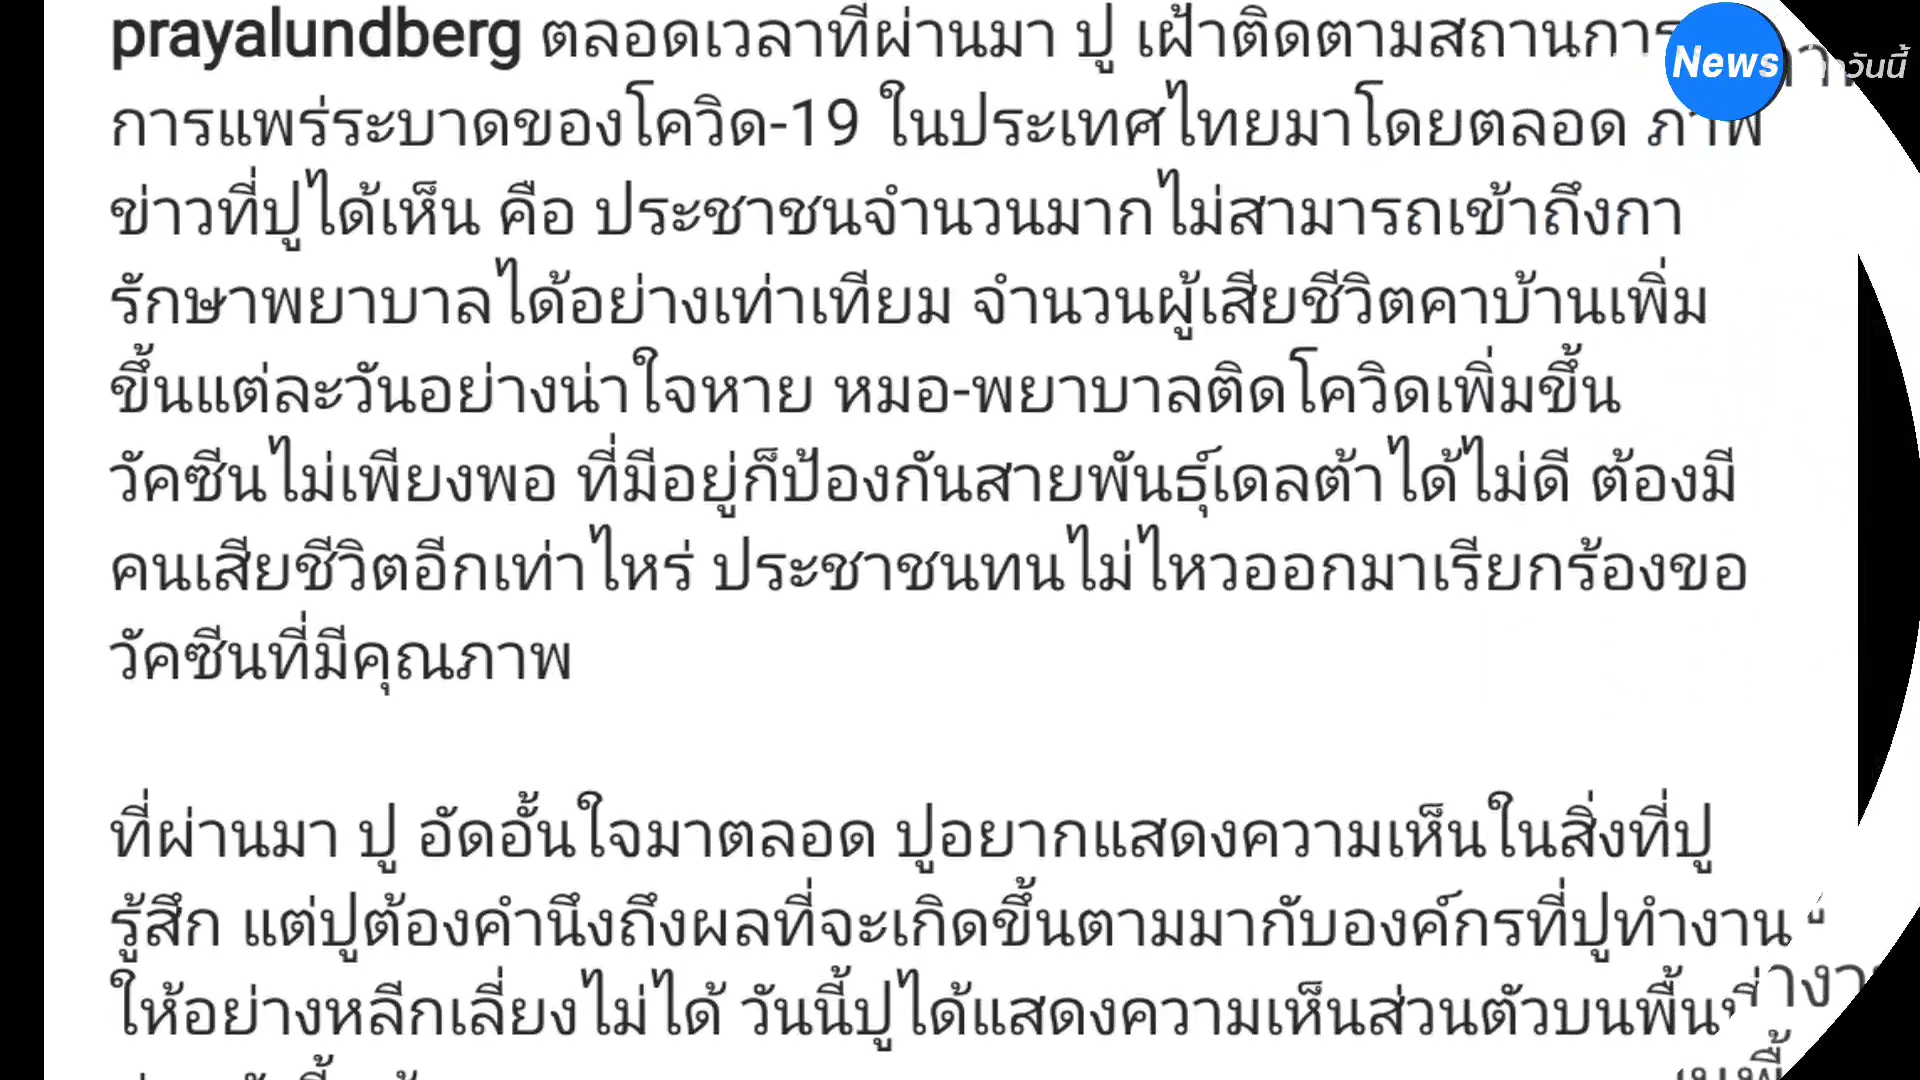 prayalundberg ตลอดเวลาที่ผ่านมา ปู เฝ้าติดตามสถานการ
News
วันนี้
การแพร่ระบาดของโควิด-19 ในประเทศไทยมาโดยตลอด ภาพ
ข่าวที่ปูได้เห็น คือ ประชาชนจำนวนมากไม่สามารถเข้าถึงกา
รักษาพยาบาลได้อย่างเท่าเทียม จำนวนผู้เสียชีวิตคาบ้านเพิ่ม
ขึ้นแต่ละวันอย่างน่าใจหาย หมอ-พยาบาลติดโควิดเพิ่มขึ้น
วัคซีนไม่เพียงพอ ที่มีอยู่ก็ป้องกันสายพันธุ์เดลต้าได้ไม่ดี ต้องมี
คนเสียชีวิตอีกเท่าไหร่ ประชาชนทนไม่ไหวออกมาเรียกร้องขอ
วัคซีนที่มีคุณภาพ
ที่ผ่านมา ปู อัดอั้นใจมาตลอด ปูอยากแสดงความเห็นในสิ่งที่ปู
รู้สึก แต่ปูต้องคำนึงถึงผลที่จะเกิดขึ้นตามมากับองค์กรที่ปูทำงาน
ให้อย่างหลีกเลี่ยงไม่ได้ วันนี้ปูได้แสดงความเห็นส่วนตัวบนพื้น